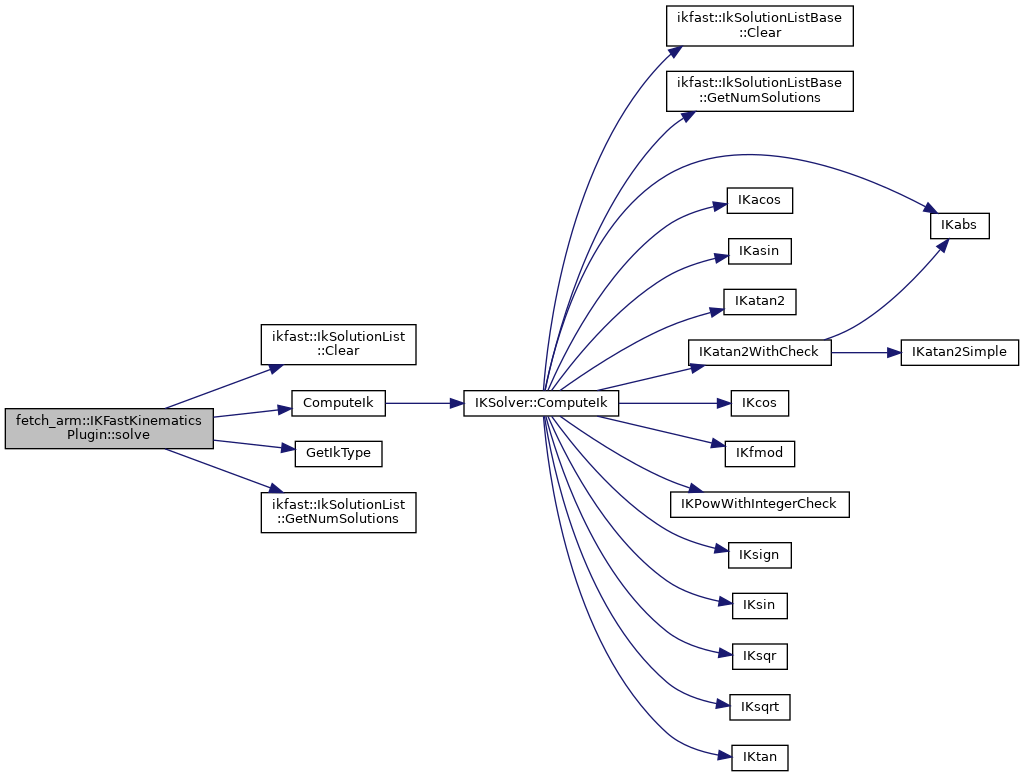 ikfast::IkSolutionListBase
::Clear
ikfast::IkSolutionListBase
::GetNumSolutions
IKacos
IKabs
IKasin
IKatan2
ikfast::IkSolutionList
::Clear
IKatan2WithCheck
IKatan2Simple
fetch_arm::IKFastKinematics
Plugin::solve
ComputeIk
IKSolver::ComputeIk
IKcos
GetIkType
IKfmod
ikfast::IkSolutionList
::GetNumSolutions
IKPowWithIntegerCheck
IKsign
IKsin
IKsqr
IKsqrt
IKtan